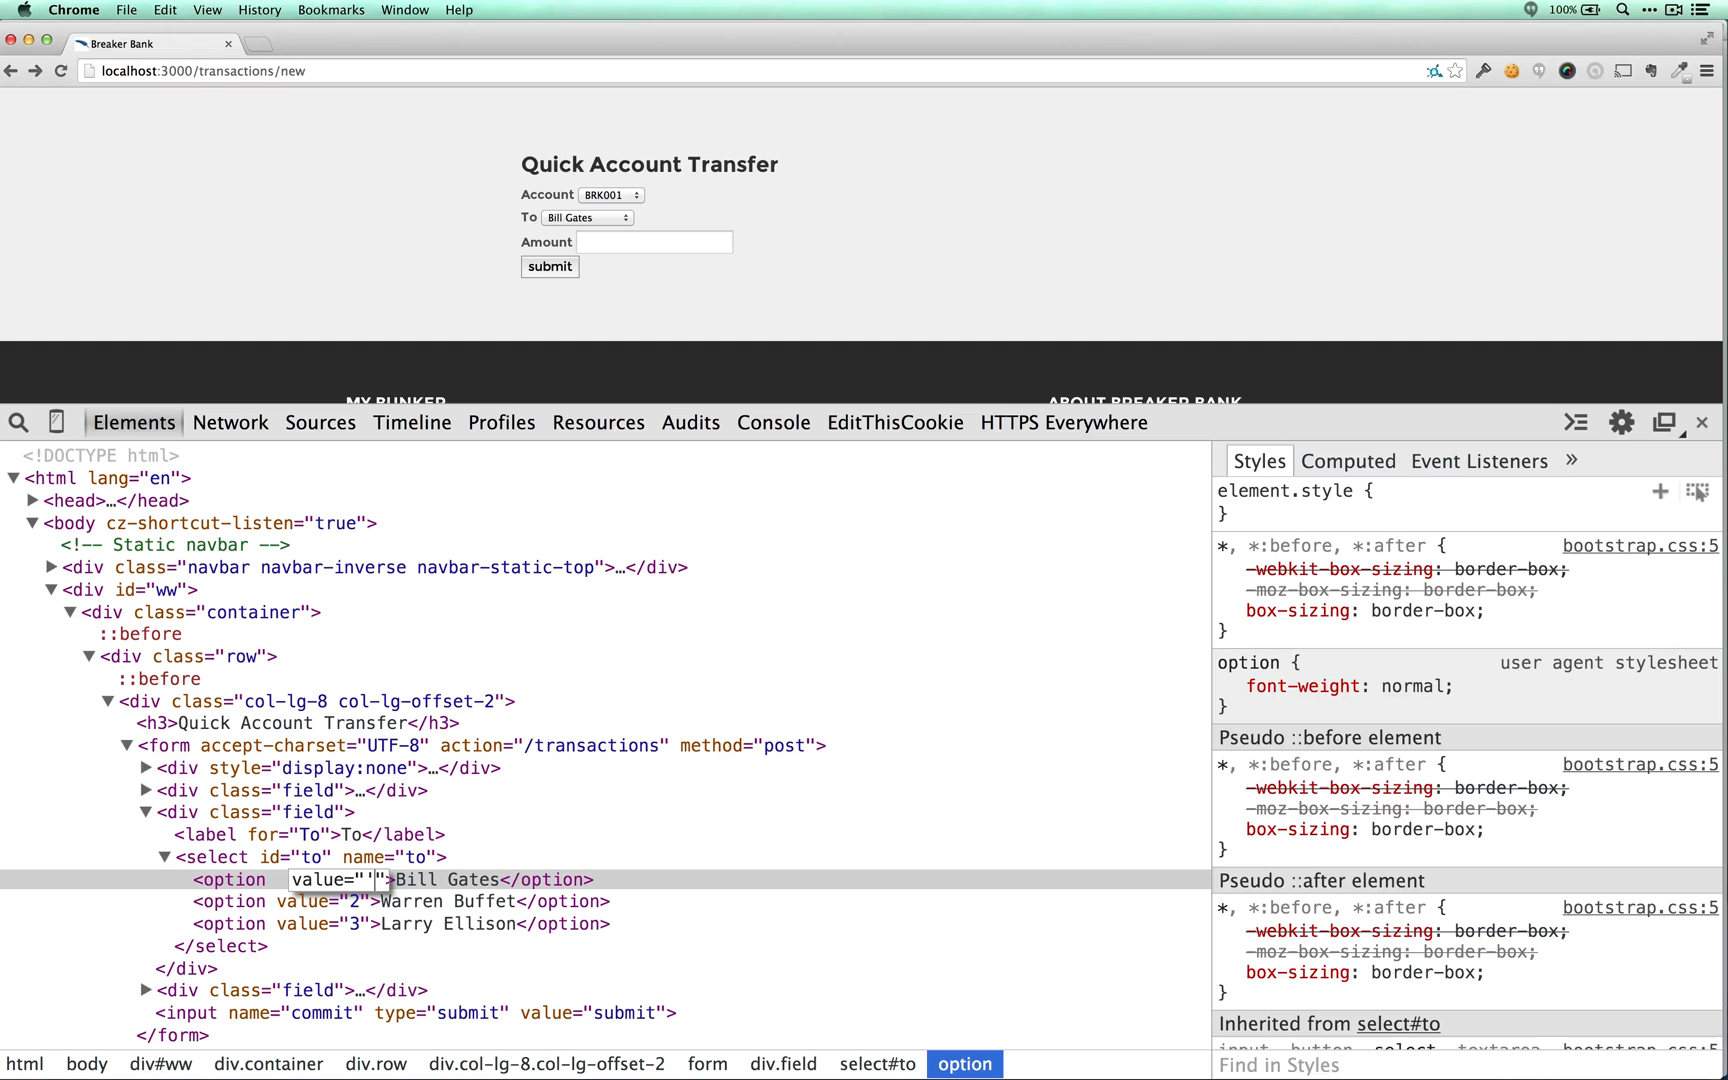 Chrome File Edit View History Bookmarks Window Help 100%
Breaker Bank
localhost:3000/transactions/new
Quick Account Transfer
Account BRK001
To Bill Gates
Amount
submit
MY BUNKER ABOUT BREAKER BANK
Elements Network Sources Timeline Profiles Resources Audits Console EditThisCookie HTTPS Everywhere
<!DOCTYPE html>
<html lang="en">
<head>…</head>
<body cz-shortcut-listen="true">
<!-- Static navbar -->
<div class="navbar navbar-inverse navbar-static-top">…</div>
<div id="ww">
<div class="container">
::before
<div class="row">
::before
<div class="col-lg-8 col-lg-offset-2">
<h3>Quick Account Transfer</h3>
<form accept-charset="UTF-8" action="/transactions" method="post">
<div style="display:none">…</div>
<div class="field">…</div>
<div class="field">
<label for="To">To</label>
<select id="to" name="to">
<option value="'">Bill Gates</option>
<option value="2">Warren Buffet</option>
<option value="3">Larry Ellison</option>
</select>
</div>
<div class="field">…</div>
<input name="commit" type="submit" value="submit">
</form>
html body div#ww div.container div.row div.col-lg-8.col-lg-offset-2 form div.field select#to option
Styles Computed Event Listeners »
element.style {
}
*, *:before, *:after { bootstrap.css:5
-webkit-box-sizing: border-box;
-moz-box-sizing: border-box;
box-sizing: border-box;
}
option { user agent stylesheet
font-weight: normal;
}
Pseudo ::before element
*, *:before, *:after { bootstrap.css:5
-webkit-box-sizing: border-box;
-moz-box-sizing: border-box;
box-sizing: border-box;
}
Pseudo ::after element
*, *:before, *:after { bootstrap.css:5
-webkit-box-sizing: border-box;
-moz-box-sizing: border-box;
box-sizing: border-box;
}
Inherited from select#to
input, button, select, textarea bootstrap.css:5
Find in Styles